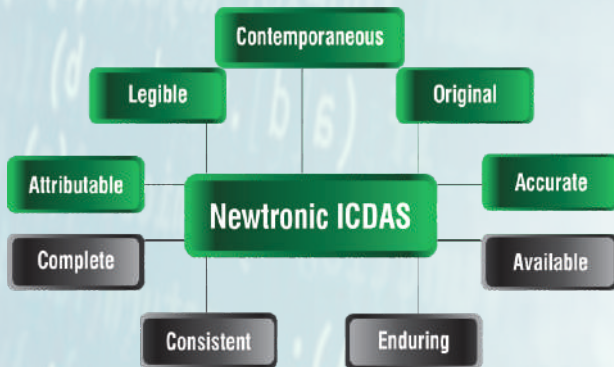 Contemporaneous
Legible
Original
Attributable
Accurate
Newtronic ICDAS
Complete
Available
Consistent
Enduring